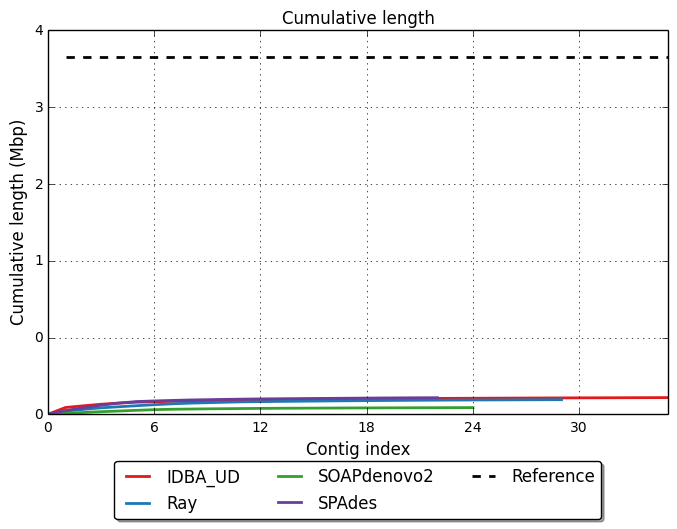 Cumulative length
4
3
2
1
0
0
Cumulative length (Mbp)
0 6 12 18 24 30
Contig index
IDBA_UD SOAPdenovo2 Reference
Ray SPAdes